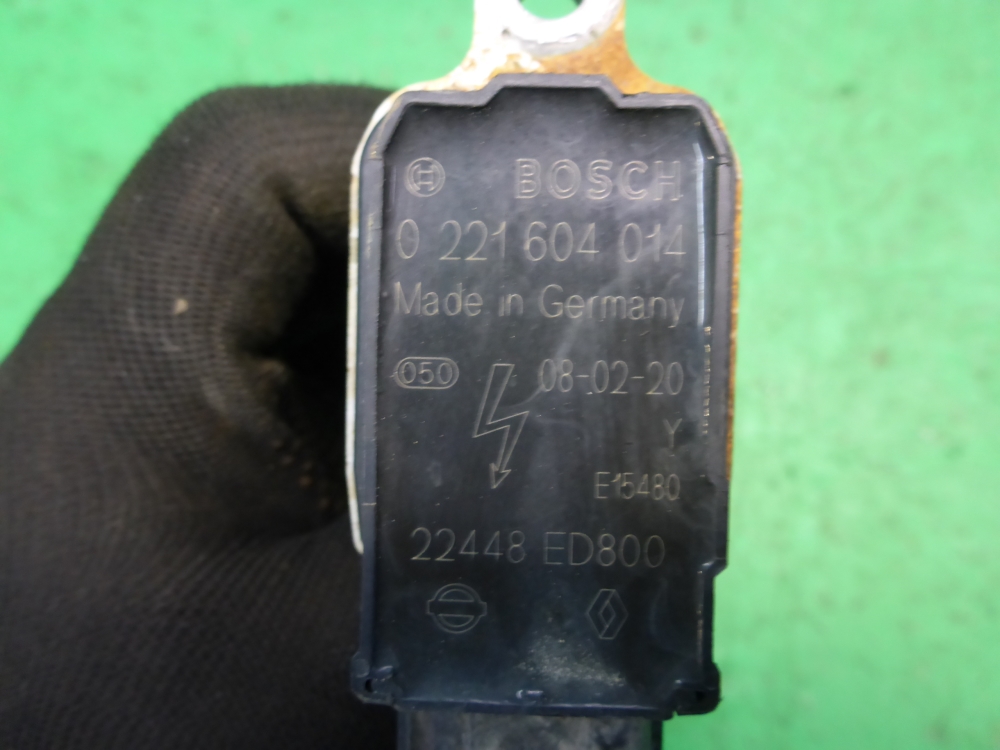 BOSCH
0 221 604 014
Made in Germany
050 08-02-20
Y
E15480
22448 ED800